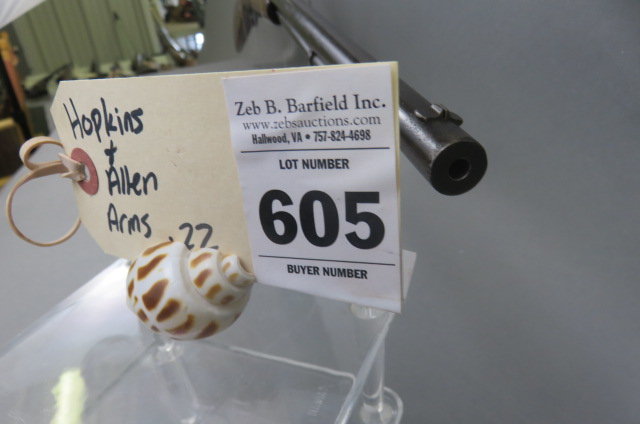 Hopkins
+
Allen
Arms .22
Zeb B. Barfield Inc.
www.zebsauctions.com
Hallwood, VA • 757-824-4698
LOT NUMBER
605
BUYER NUMBER